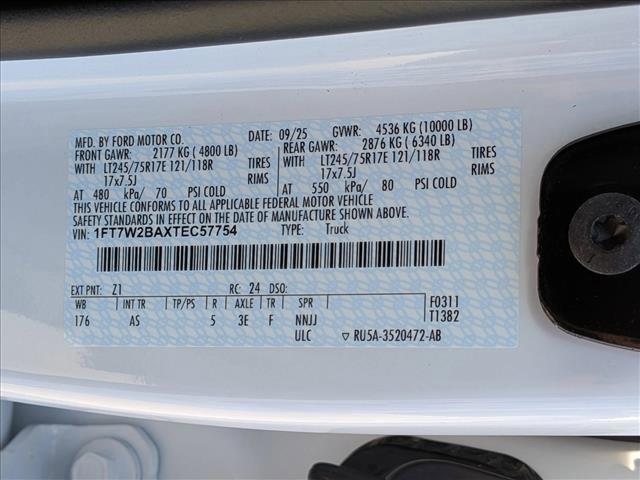 MFD. BY FORD MOTOR CO. DATE: 09/25 GVWR: 4536 KG (10000 LB)
FRONT GAWR: 2177 KG (4800 LB) REAR GAWR: 2876 KG (6340 LB)
WITH LT245/75R17E 121/118R TIRES WITH LT245/75R17E 121/118R TIRES
17x7.5J RIMS 17x7.5J RIMS
AT 480 kPa/ 70 PSI COLD AT 550 kPa/ 80 PSI COLD
THIS VEHICLE CONFORMS TO ALL APPLICABLE FEDERAL MOTOR VEHICLE
SAFETY STANDARDS IN EFFECT ON THE DATE OF MANUFACTURE SHOWN ABOVE.
VIN: 1FT7W2BAXTEC57754 TYPE: Truck
EXT PNT: Z1 RC: 24 DSO:
WB INT TR TP/PS R AXLE TR SPR F0311
176 AS 5 3E F NNJJ T1382
ULC ▽ RU5A-3520472-AB